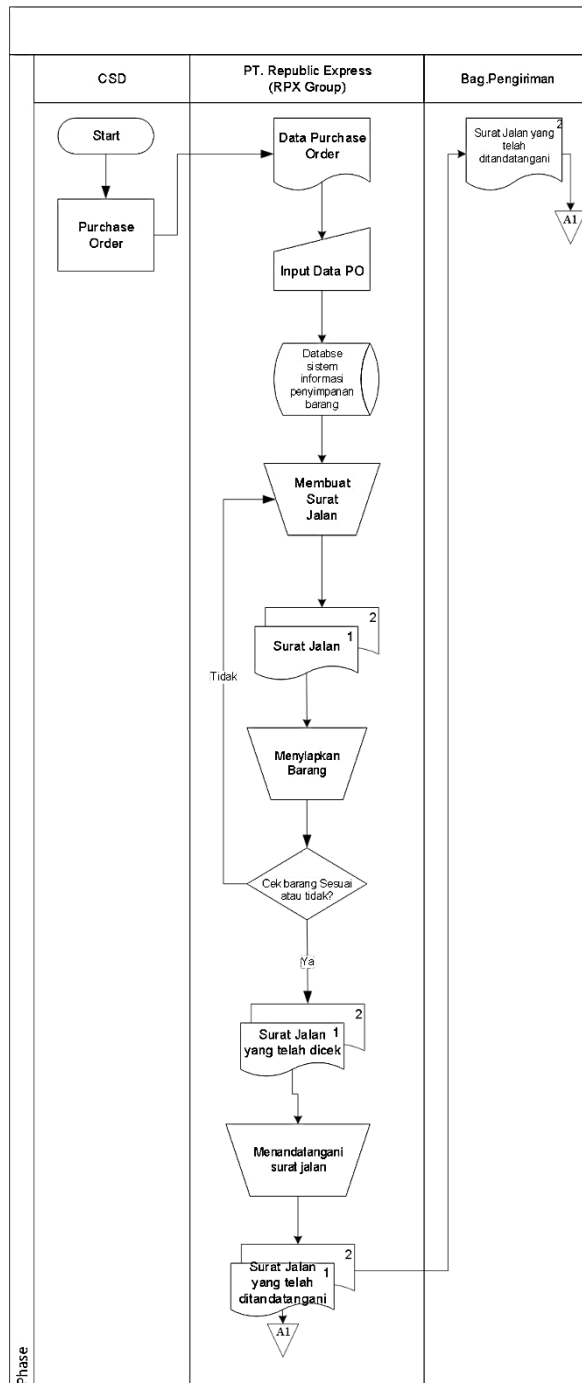 CSD
PT. Republic Express
(RPX Group)
Bag.Pengiriman
Start
Purchase
Order
Data Purchase
Order
Input Data PO
Databse
sistem
informasi
penyimpanan
barang
Membuat
Surat
Jalan
2
1
Surat Jalan
Tidak
Menyiapkan
Barang
Cek barang Sesuai
atau tidak?
Ya
2
1
Surat Jalan
yang telah dicek
Menandatangani
surat jalan
2
1
Surat Jalan
yang telah
ditandatangani
A1
2
Surat Jalan yang
telah
ditandatangani
A1
Phase